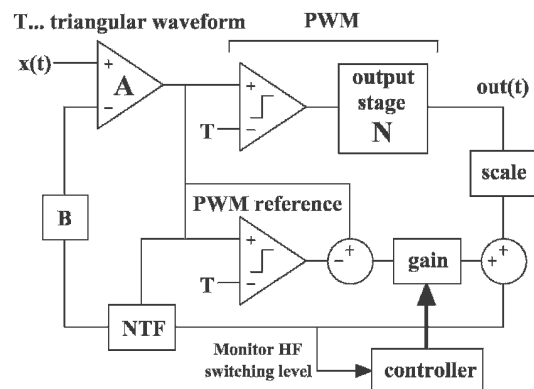 T... triangular waveform
PWM
x(t)
+
A
−
+
T
−
output
stage
N
out(t)
scale
B
PWM reference
+
T
−
− +
gain
+ +
NTF
Monitor HF
switching level
controller